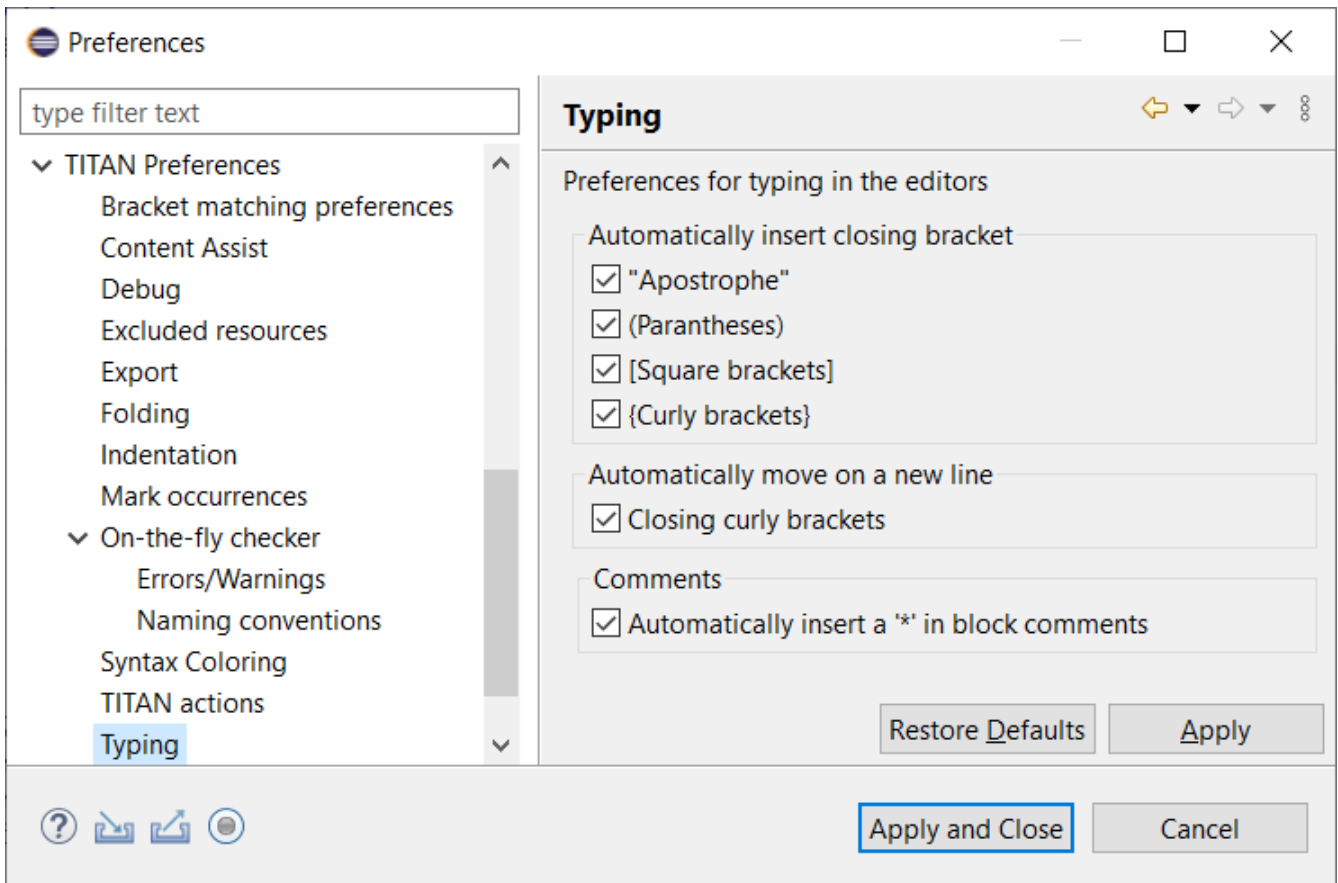 Preferences
type filter text
TITAN Preferences
Bracket matching preferences
Content Assist
Debug
Excluded resources
Export
Folding
Indentation
Mark occurrences
On-the-fly checker
Errors/Warnings
Naming conventions
Syntax Coloring
TITAN actions
Typing
Typing
Preferences for typing in the editors
Automatically insert closing bracket
"Apostrophe"
(Parantheses)
[Square brackets]
{Curly brackets}
Automatically move on a new line
Closing curly brackets
Comments
Automatically insert a '*' in block comments
Restore Defaults
Apply
Apply and Close
Cancel